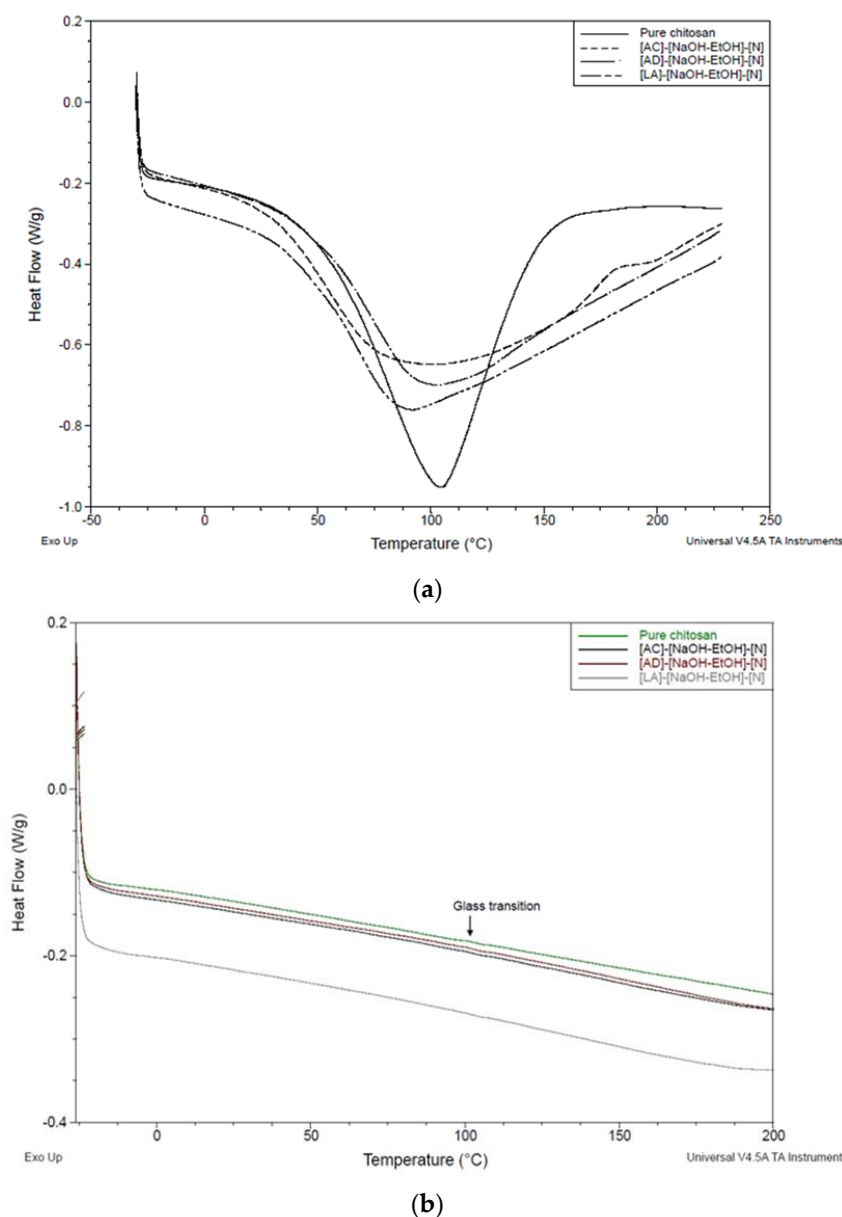 0.2
0.0
-0.2
-0.4
-0.6
-0.8
-1.0
Heat Flow (W/g)
Pure chitosan
[AC]-[NaOH-EtOH]-[N]
[AD]-[NaOH-EtOH]-[N]
[LA]-[NaOH-EtOH]-[N]
-50 0 50 100 150 200 250
Exo Up Temperature (°C) Universal V4.5A TA Instruments
(a)
0.2
0.0
-0.2
-0.4
Heat Flow (W/g)
Pure chitosan
[AC]-[NaOH-EtOH]-[N]
[AD]-[NaOH-EtOH]-[N]
[LA]-[NaOH-EtOH]-[N]
Glass transition
0 50 100 150 200
Exo Up Temperature (°C) Universal V4.5A TA Instrument
(b)